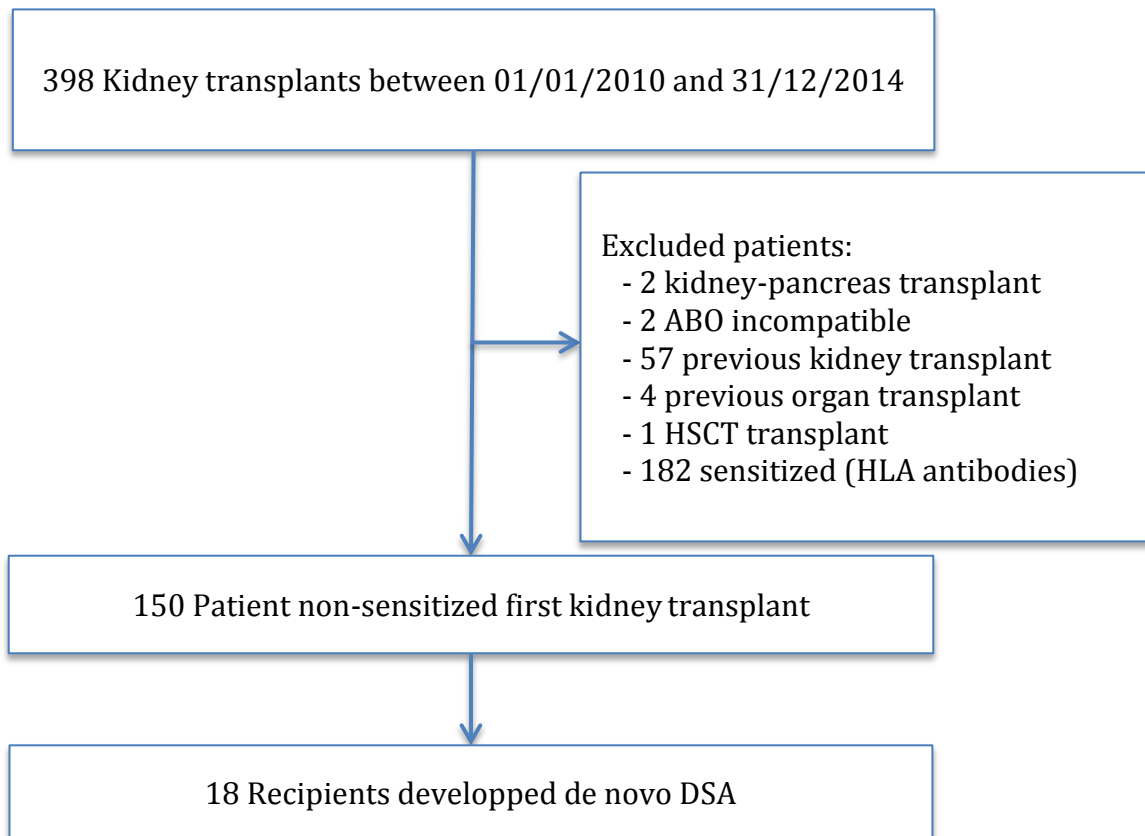 398 Kidney transplants between 01/01/2010 and 31/12/2014
Excluded patients:
- 2 kidney-pancreas transplant
- 2 ABO incompatible
- 57 previous kidney transplant
- 4 previous organ transplant
- 1 HSCT transplant
- 182 sensitized (HLA antibodies)
150 Patient non-sensitized first kidney transplant
18 Recipients developped de novo DSA